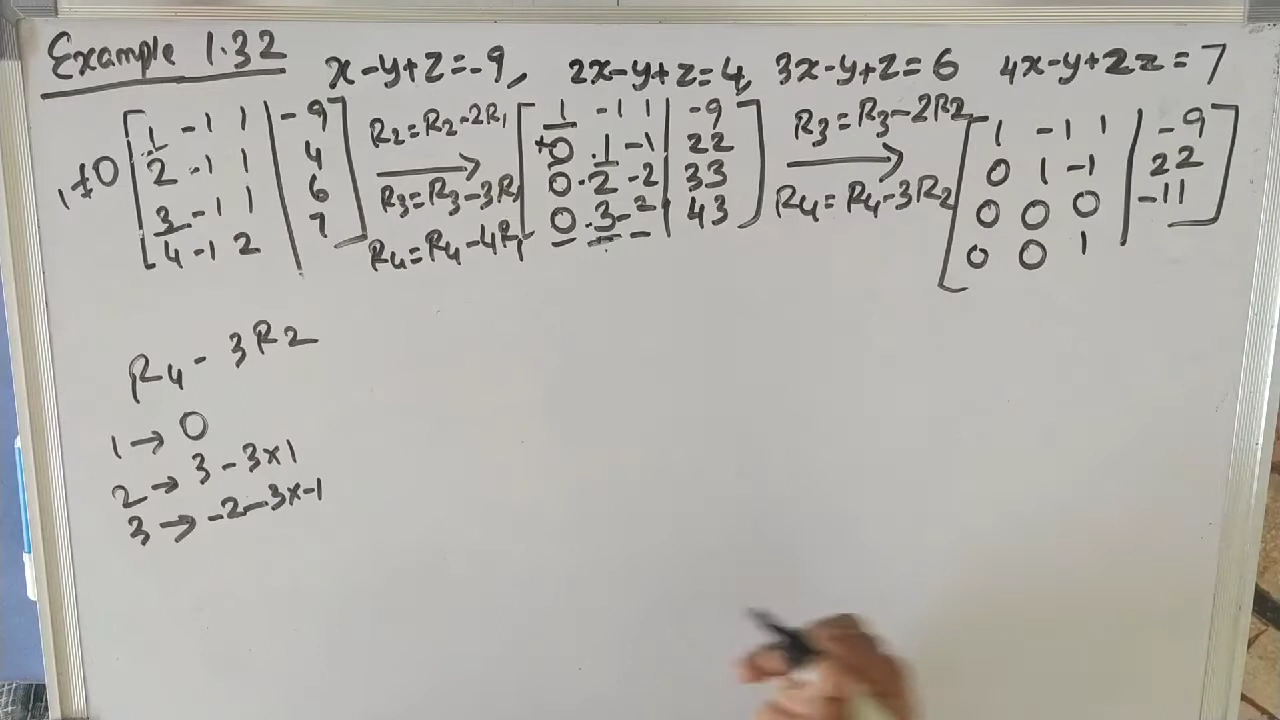 Example 1.32 x-y+z=-9, 2x-y+z=4, 3x-y+z=6 4x-y+2z=7
1 -1 1 | -9 R2=R2-2R1 1 -1 1 | -9 R3=R3-2R2 1 -1 1 | -9
1≠0 2 -1 1 | 4 → 0 1 -1 | 22 → 0 1 -1 | 22
3 -1 1 | 6 R3=R3-3R1 0 2 -2 | 33 R4=R4-3R2 0 0 0 | -11
4 -1 2 | 7 R4=R4-4R1 0 3 -2 | 43 0 0 1
R4-3R2
1→0
2→3-3×1
3→-2-3×-1